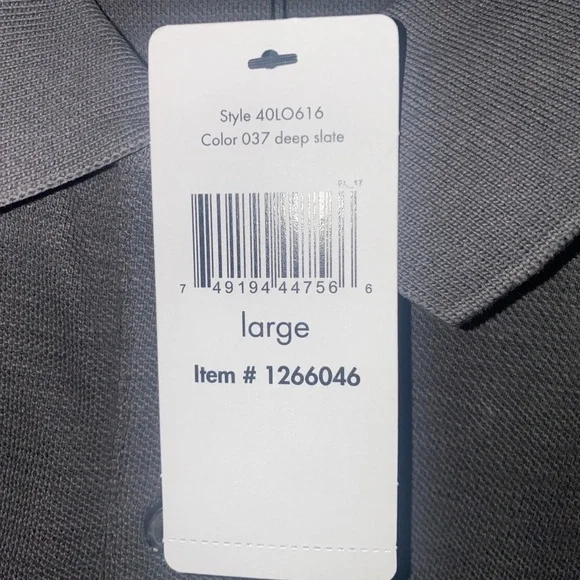 Style 40LO616
Color 037 deep slate
7 49194 44756 6
large
Item # 1266046